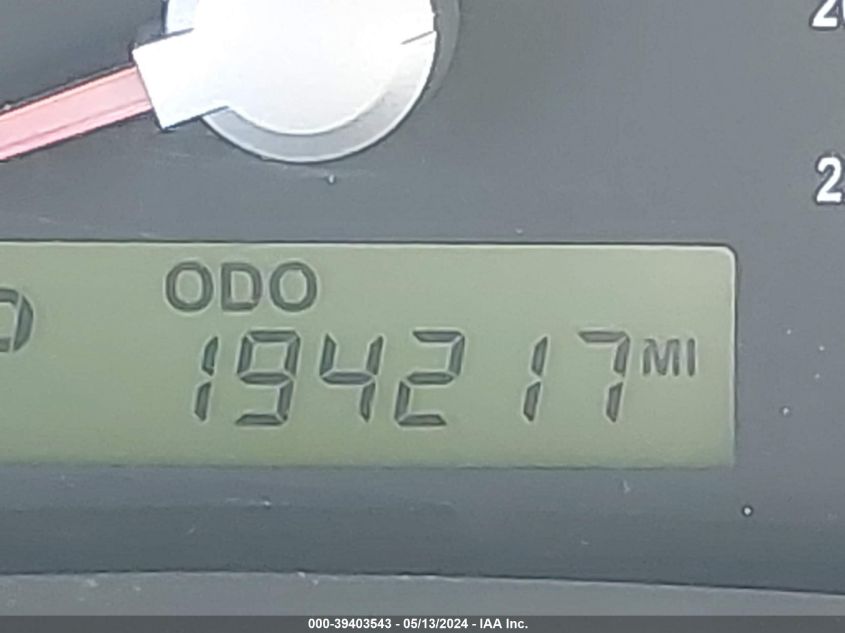 ODO
194217 MI
000-39403543 - 05/13/2024 - IAA Inc.